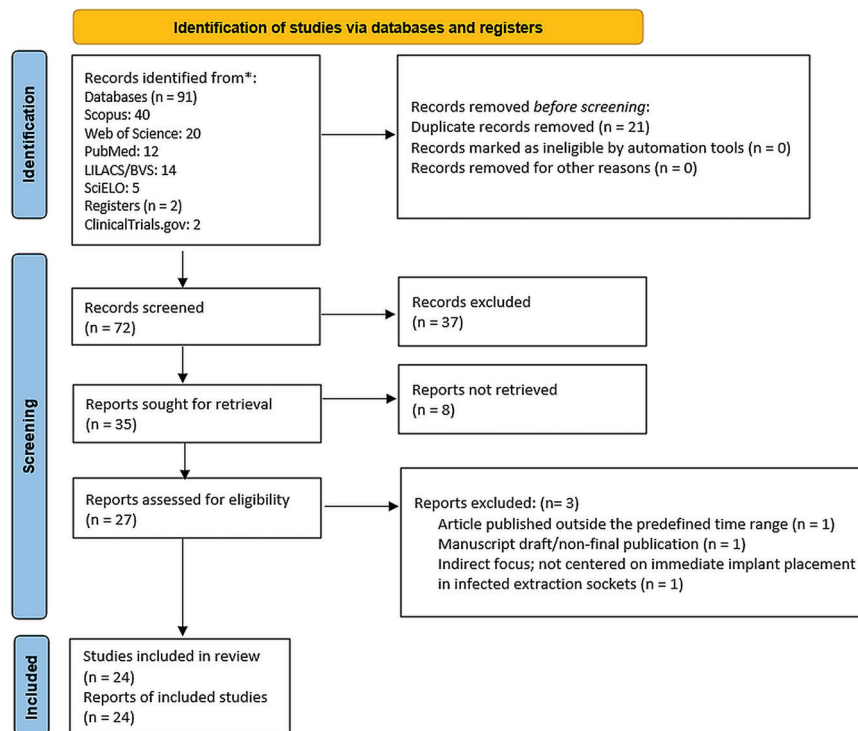 Identification of studies via databases and registers
Identification
Records identified from*:
Databases (n = 91)
Scopus: 40
Web of Science: 20
PubMed: 12
LILACS/BVS: 14
SciELO: 5
Registers (n = 2)
ClinicalTrials.gov: 2
Records removed before screening:
Duplicate records removed (n = 21)
Records marked as ineligible by automation tools (n = 0)
Records removed for other reasons (n = 0)
Screening
Records screened
(n = 72)
Records excluded
(n = 37)
Reports sought for retrieval
(n = 35)
Reports not retrieved
(n = 8)
Reports assessed for eligibility
(n = 27)
Reports excluded: (n= 3)
Article published outside the predefined time range (n = 1)
Manuscript draft/non-final publication (n = 1)
Indirect focus; not centered on immediate implant placement
in infected extraction sockets (n = 1)
Included
Studies included in review
(n = 24)
Reports of included studies
(n = 24)